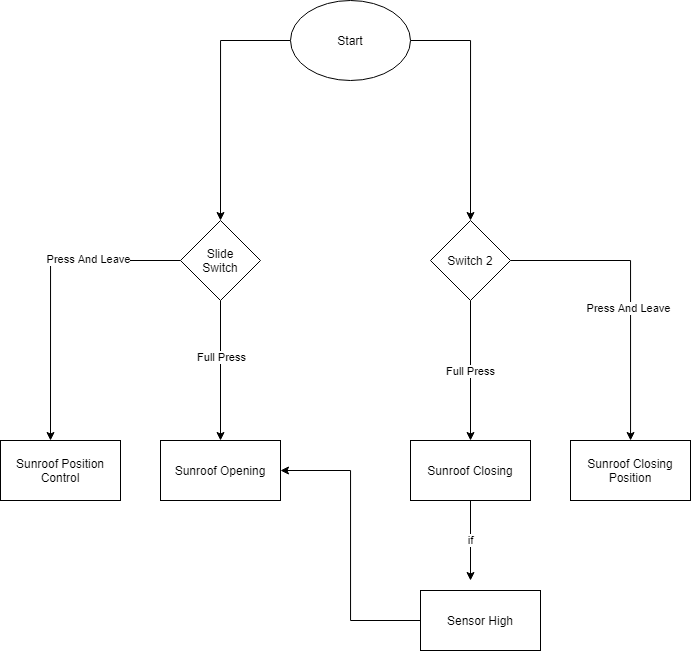 Start
Slide
Switch
Switch 2
Press And Leave
Press And Leave
Full Press
Full Press
Sunroof Position
Control
Sunroof Opening
Sunroof Closing
Sunroof Closing
Position
if
Sensor High